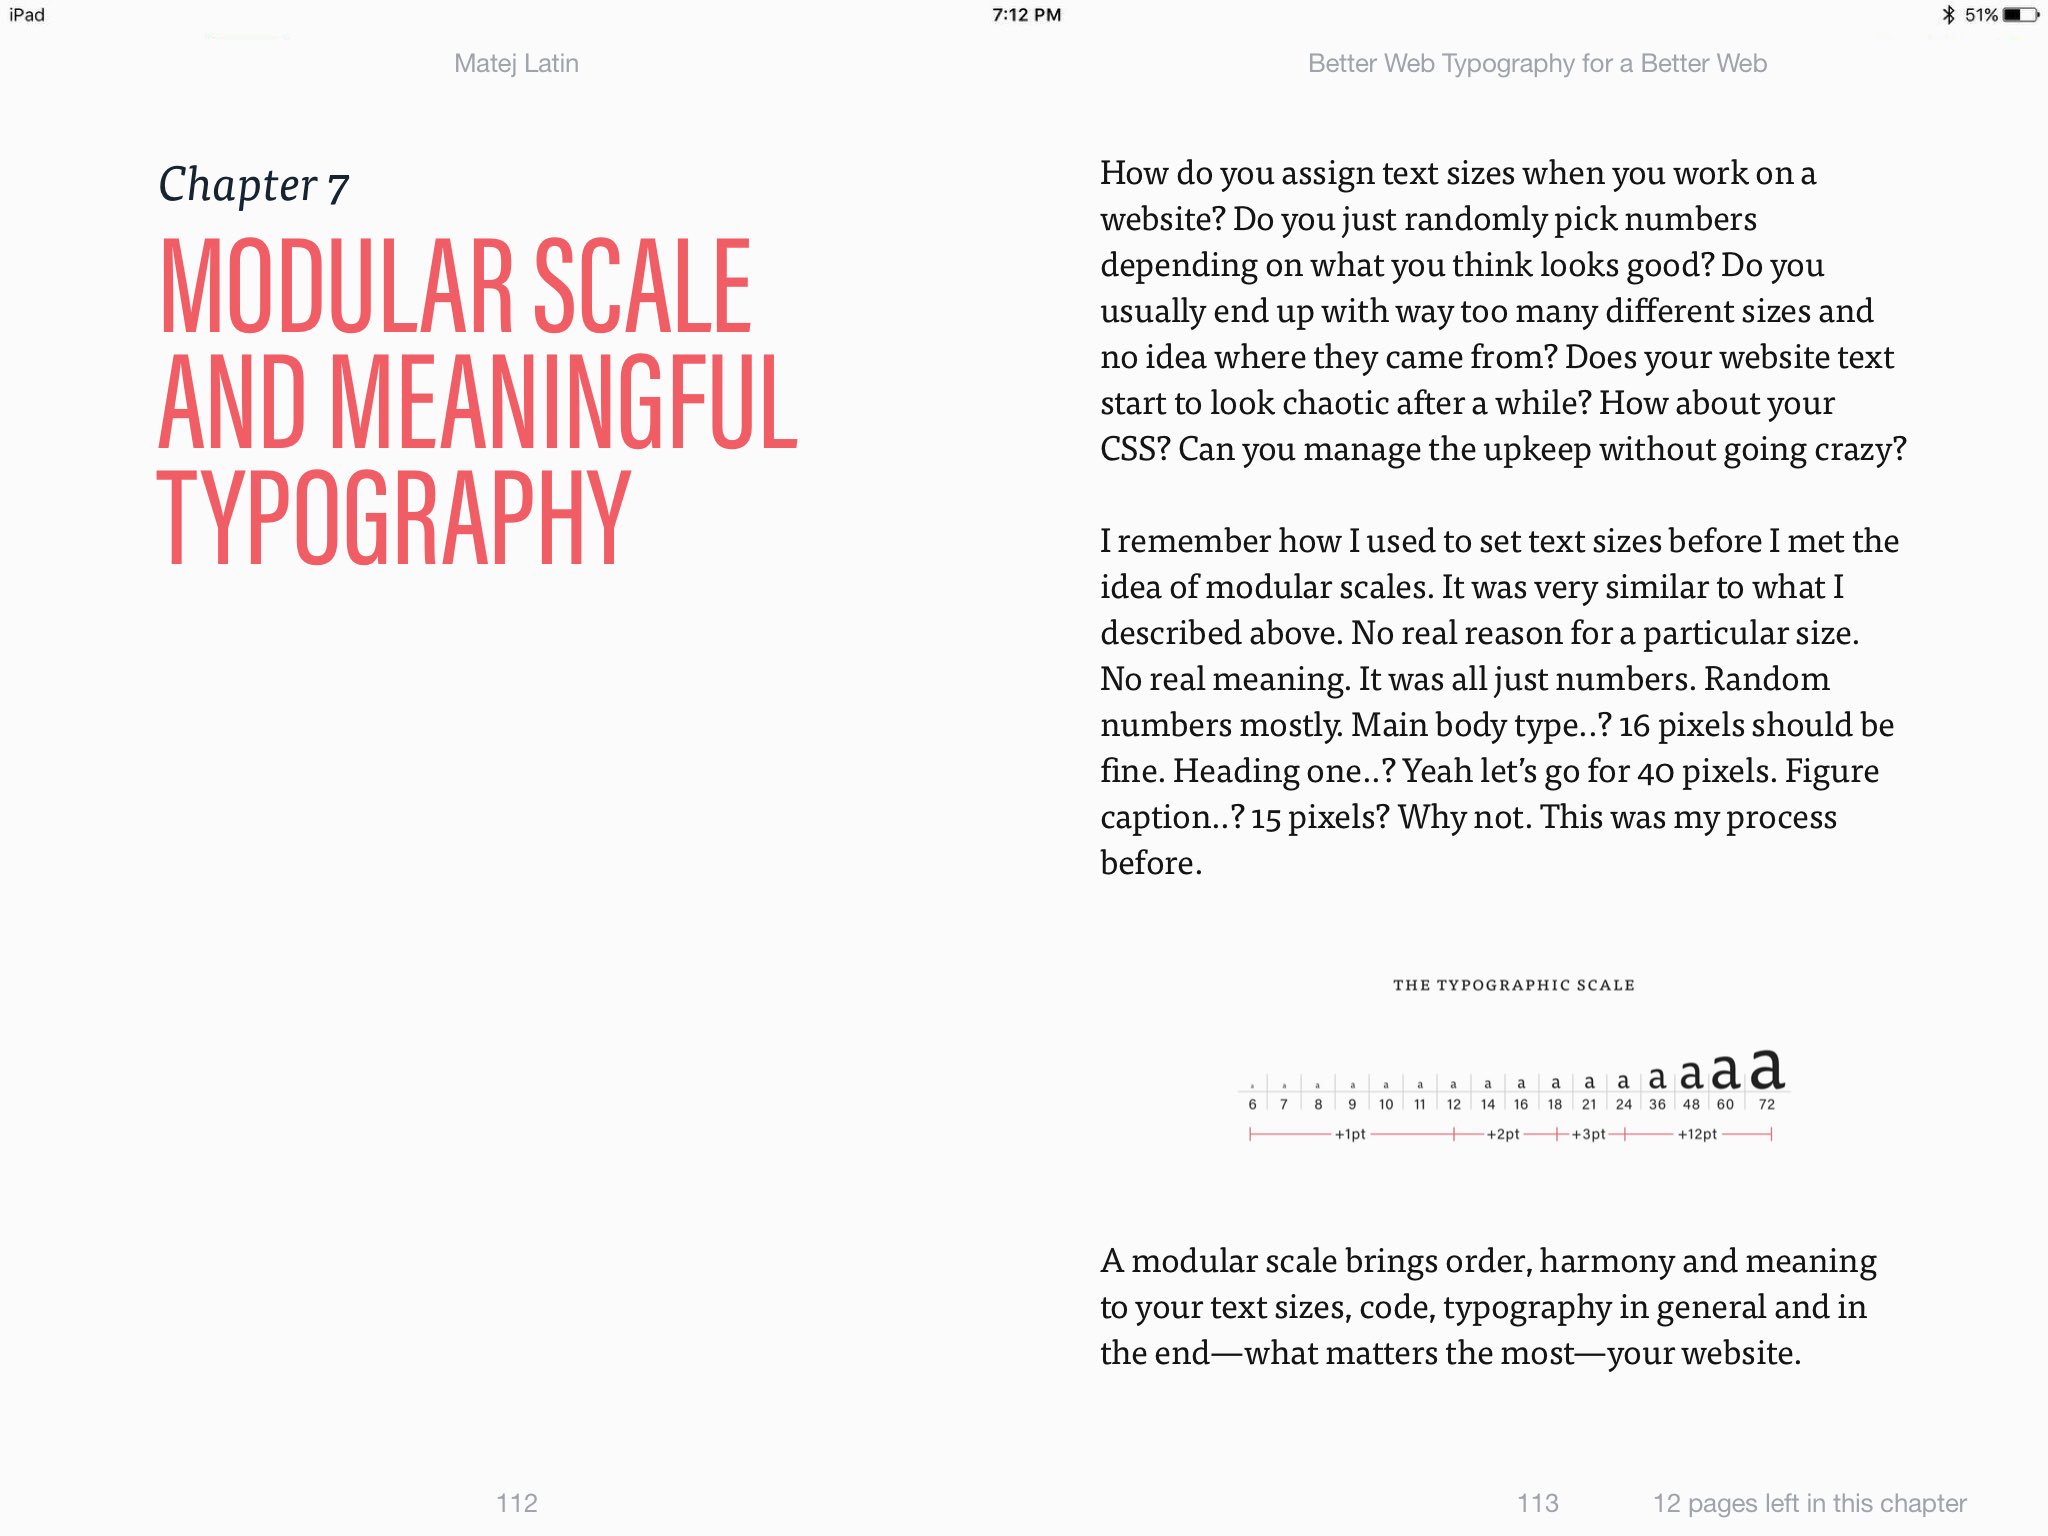 iPad
7:12 PM
51%
Matej Latin
Better Web Typography for a Better Web
Chapter 7
MODULAR SCALE
AND MEANINGFUL
TYPOGRAPHY
How do you assign text sizes when you work on a
website? Do you just randomly pick numbers
depending on what you think looks good? Do you
usually end up with way too many different sizes and
no idea where they came from? Does your website text
start to look chaotic after a while? How about your
CSS? Can you manage the upkeep without going crazy?
I remember how I used to set text sizes before I met the
idea of modular scales. It was very similar to what I
described above. No real reason for a particular size.
No real meaning. It was all just numbers. Random
numbers mostly. Main body type..? 16 pixels should be
fine. Heading one..? Yeah let’s go for 40 pixels. Figure
caption..? 15 pixels? Why not. This was my process
before.
THE TYPOGRAPHIC SCALE
a a a a a a a a a a a a a a a a
6 7 8 9 10 11 12 14 16 18 21 24 36 48 60 72
+1pt +2pt +3pt +12pt
A modular scale brings order, harmony and meaning
to your text sizes, code, typography in general and in
the end—what matters the most—your website.
112
113
12 pages left in this chapter